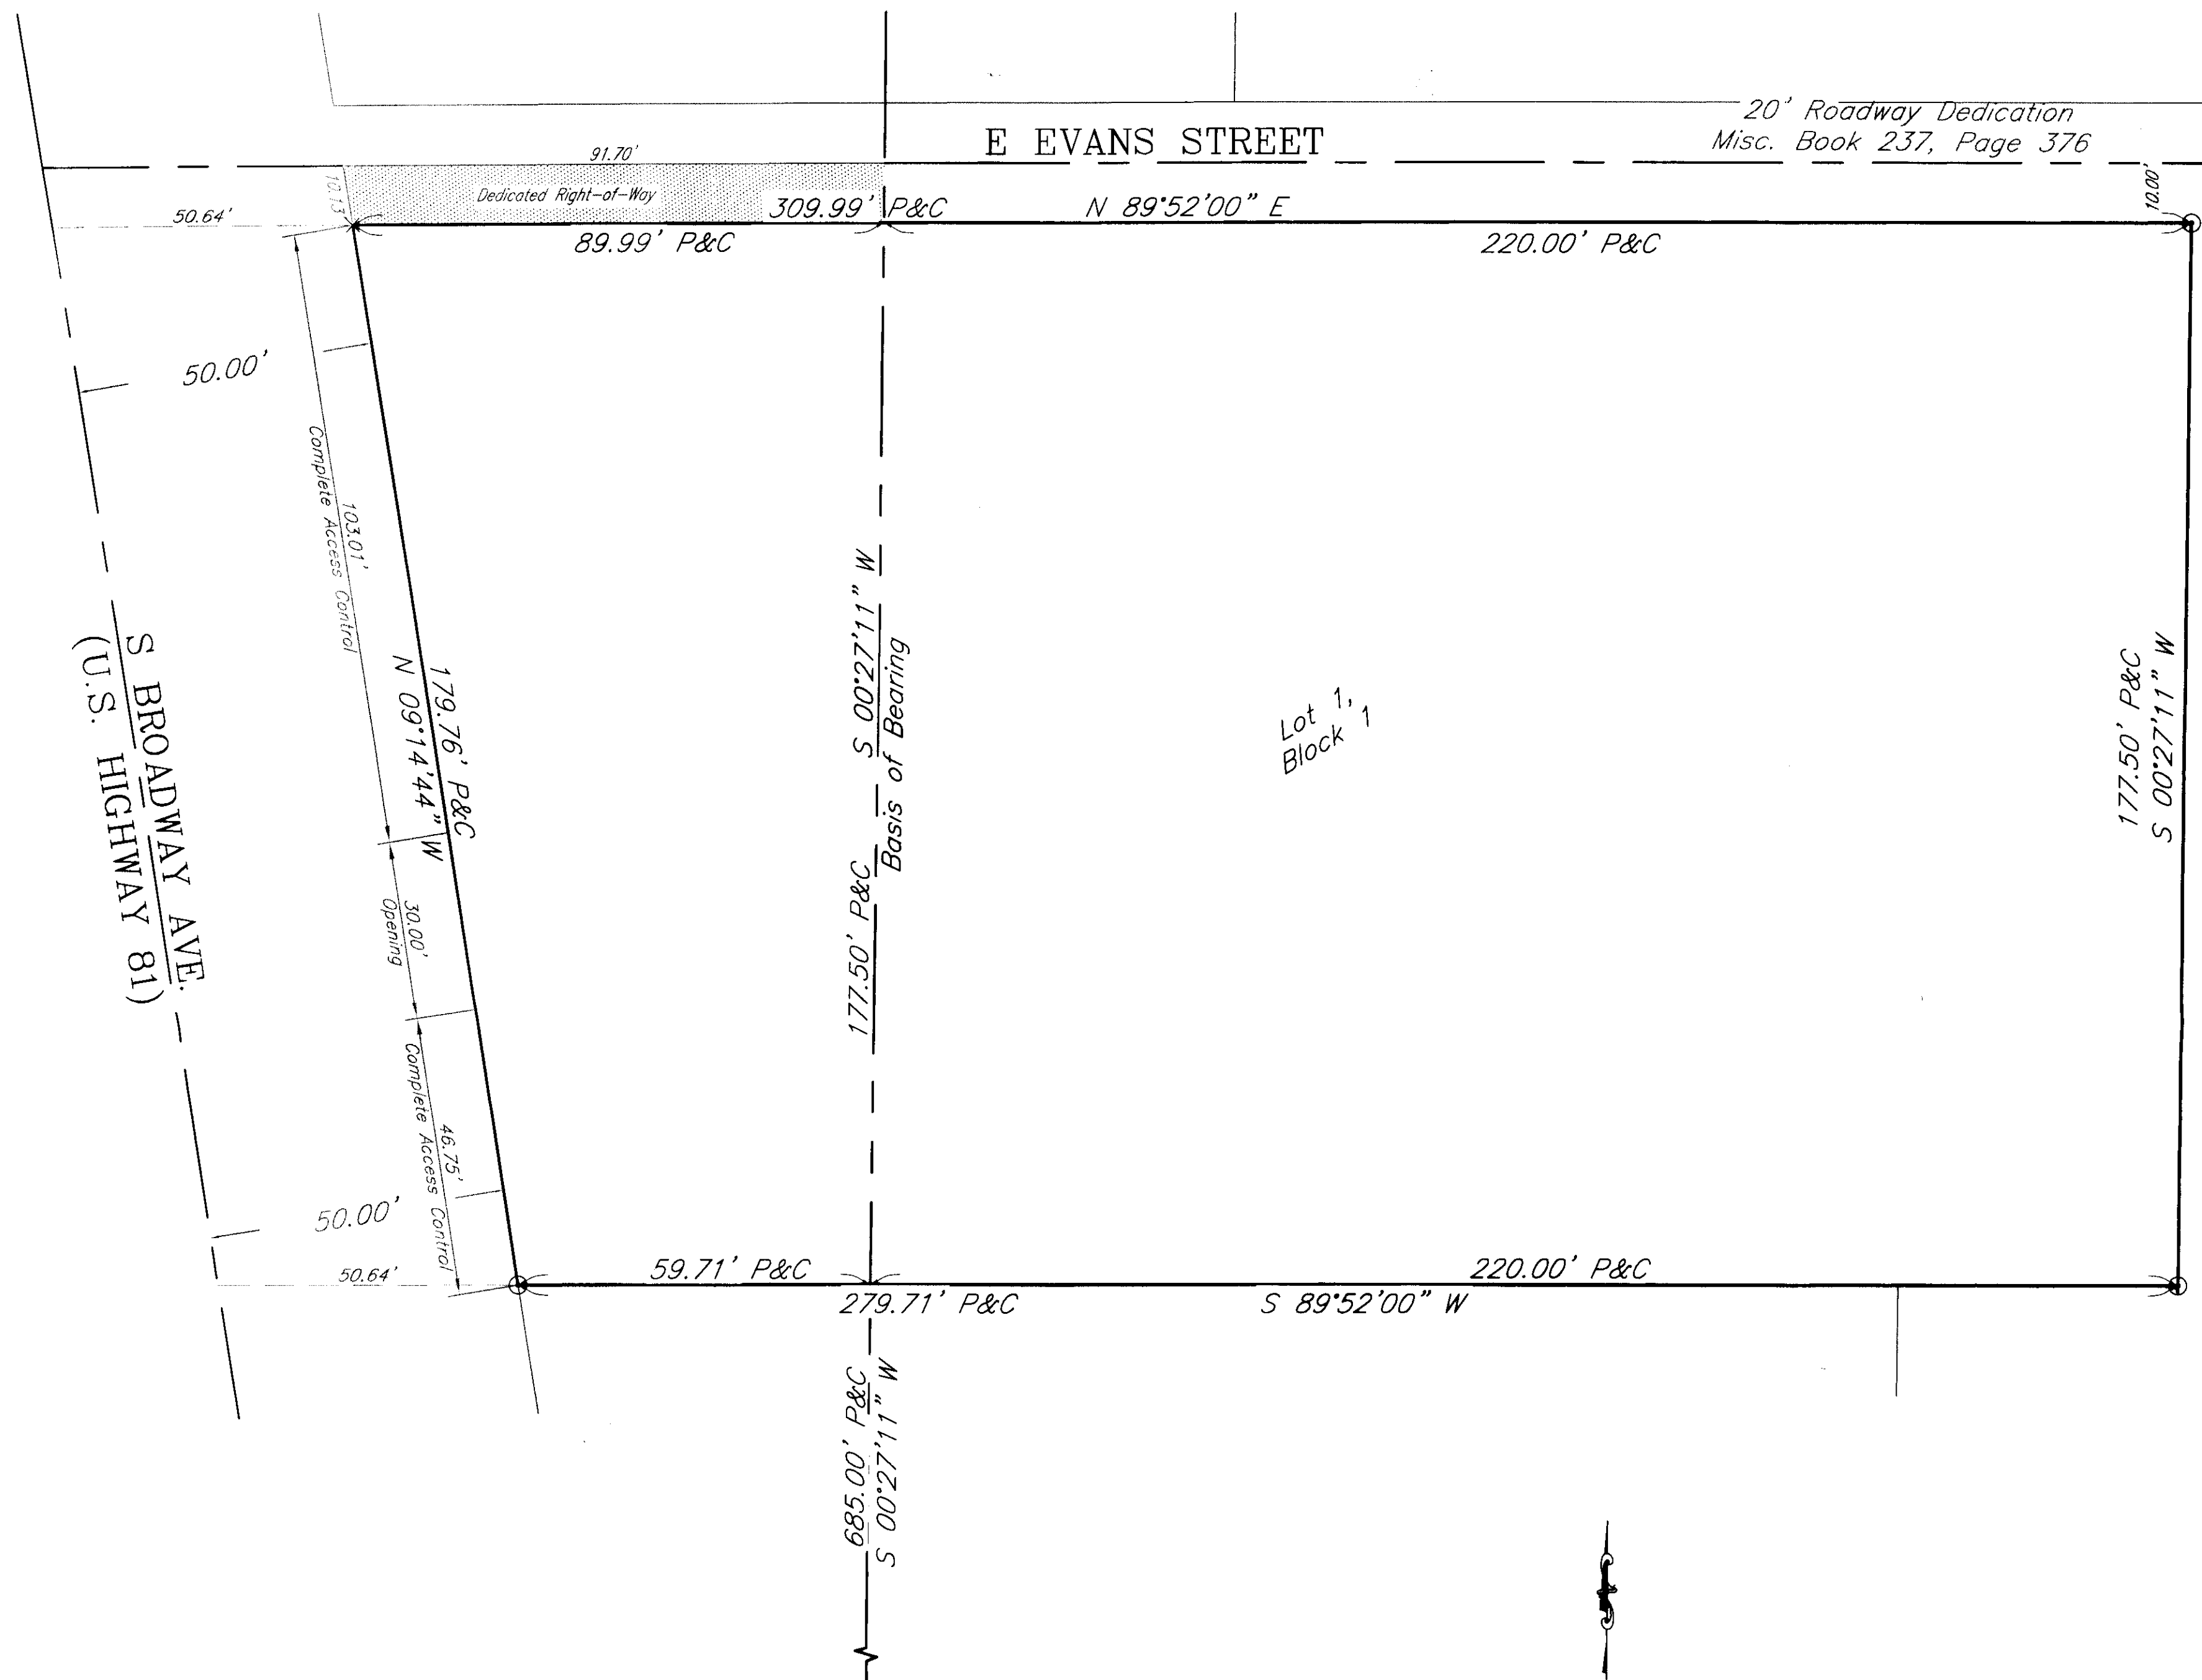 20' Roadway Dedication
Misc. Book 237, Page 376
E EVANS STREET
91.70'
10.13'
Dedicated Right-of-Way
10.00'
50.64'
309.99' P&C
N 89°52'00" E
89.99' P&C
220.00' P&C
50.00'
103.01'
Complete Access Control
179.76' P&C
N 09°14'44" W
S 00°27'11" W
Basis of Bearing
177.50' P&C
Lot 1,
Block 1
177.50' P&C
S 00°27'11" W
S BROADWAY AVE.
(U.S. HIGHWAY 81)
30.00'
Opening
46.75'
Complete Access Control
50.00'
50.64'
59.71' P&C
220.00' P&C
279.71' P&C
S 89°52'00" W
685.00' P&C
S 00°27'11" W